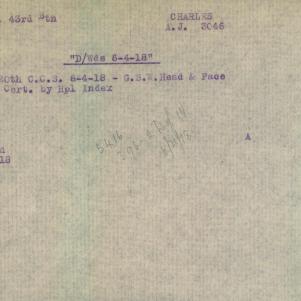 43rd Btn
CHARLES
A.J. 3046
"D/Wds 6-4-18"
20th C.C.S. 6-4-18 - G.S.W. Head & Face
Cert. by Hpl Index
A
18